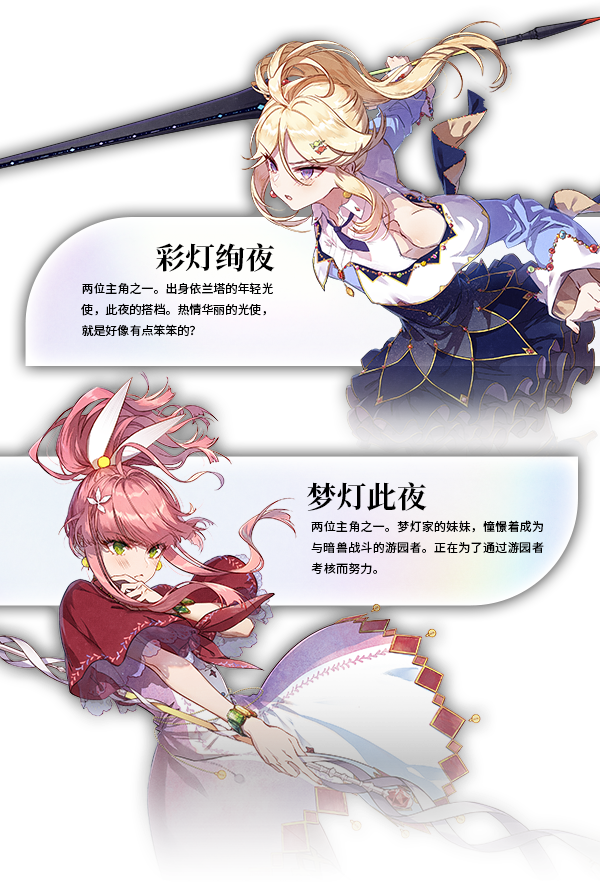 彩灯绚夜
两位主角之一。出身依兰塔的年轻光
使，此夜的搭档。热情华丽的光使，
就是好像有点笨笨的？
梦灯此夜
两位主角之一。梦灯家的妹妹，憧憬着成为
与暗兽战斗的游园者。正在为了通过游园者
考核而努力。